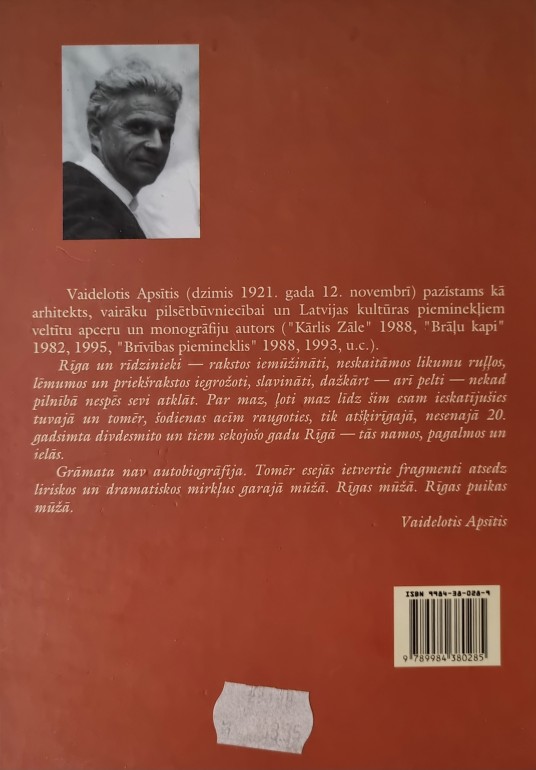 Vaidelotis Apsītis (dzimis 1921. gada 12. novembrī) pazīstams kā
arhitekts, vairāku pilsētbūvniecībai un Latvijas kultūras pieminekļiem
veltītu apceru un monogrāfiju autors ("Kārlis Zāle" 1988, "Brāļu kapi"
1982, 1995, "Brīvības piemineklis" 1988, 1993, u.c.).
Rīga un rīdzinieki — rakstos iemūžināti, neskaitāmos likumu ruļļos,
lēmumos un priekšrakstos iegrožoti, slavināti, dažkārt — arī pelti — nekad
pilnībā nespēs sevi atklāt. Par maz, ļoti maz līdz šim esam ieskatījušies
tuvajā un tomēr, šodienas acīm raugoties, tik atšķirīgajā, nesenajā 20.
gadsimta divdesmito un tiem sekojošo gadu Rīgā — tās namos, pagalmos un
ielās.
Grāmata nav autobiogrāfija. Tomēr esejās ietvertie fragmenti atsedz
liriskos un dramatiskos mirkļus garajā mūžā. Rīgas mūžā. Rīgas puikas
mūžā.
Vaidelotis Apsītis
ISBN 9984-38-028-9
9 789984 380285